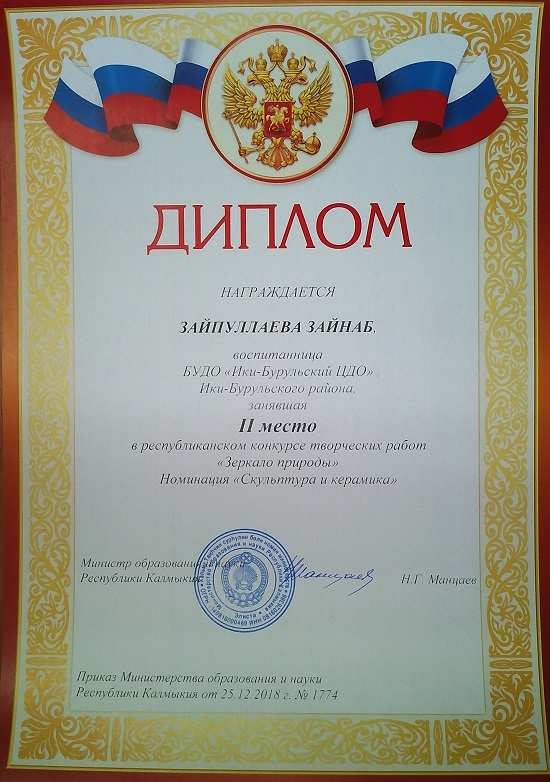 ДИПЛОМ
НАГРАЖДАЕТСЯ
ЗАЙПУЛЛАЕВА ЗАЙНАБ,
воспитанница
БУДО «Ики-Бурульский ЦДО»
Ики-Бурульского района,
занявшая
II место
в республиканском конкурсе творческих работ
«Зеркало природы»
Номинация «Скульптура и керамика»
Министр образования и науки
Республики Калмыкия
Н.Г. Манцаев
Элиста
Приказ Министерства образования и науки
Республики Калмыкия от 25.12.2018 г. № 1774